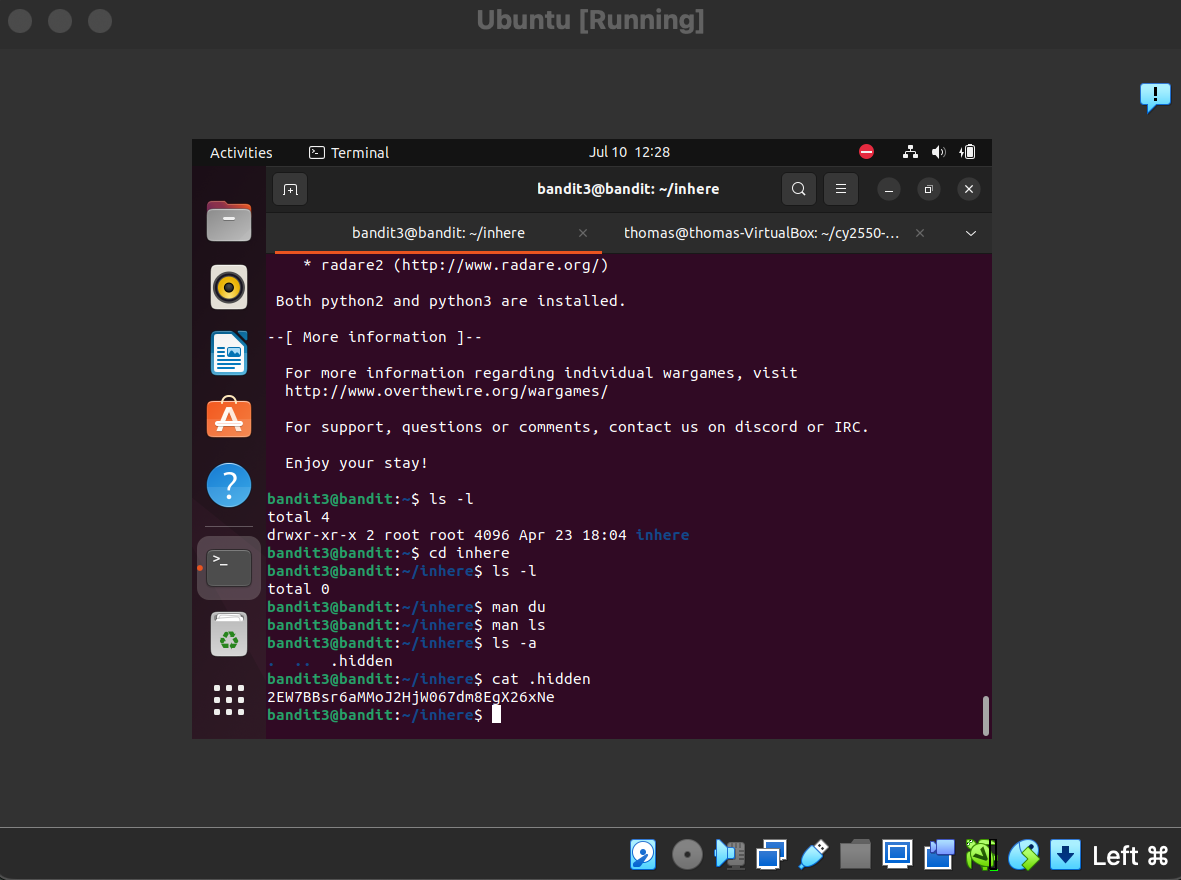 Ubuntu [Running]
Activities
Terminal
Jul 10 12:28
bandit3@bandit: ~/inhere
bandit3@bandit: ~/inhere
thomas@thomas-VirtualBox: ~/cy2550-...
* radare2 (http://www.radare.org/)
Both python2 and python3 are installed.
--[ More information ]--
For more information regarding individual wargames, visit
http://www.overthewire.org/wargames/
For support, questions or comments, contact us on discord or IRC.
Enjoy your stay!
bandit3@bandit:~$ ls -l
total 4
drwxr-xr-x 2 root root 4096 Apr 23 18:04 inhere
bandit3@bandit:~$ cd inhere
bandit3@bandit:~/inhere$ ls -l
total 0
bandit3@bandit:~/inhere$ man du
bandit3@bandit:~/inhere$ man ls
bandit3@bandit:~/inhere$ ls -a
. .. .hidden
bandit3@bandit:~/inhere$ cat .hidden
2EW7BBsr6aMMoJ2HjW067dm8EgX26xNe
bandit3@bandit:~/inhere$
Left ⌘